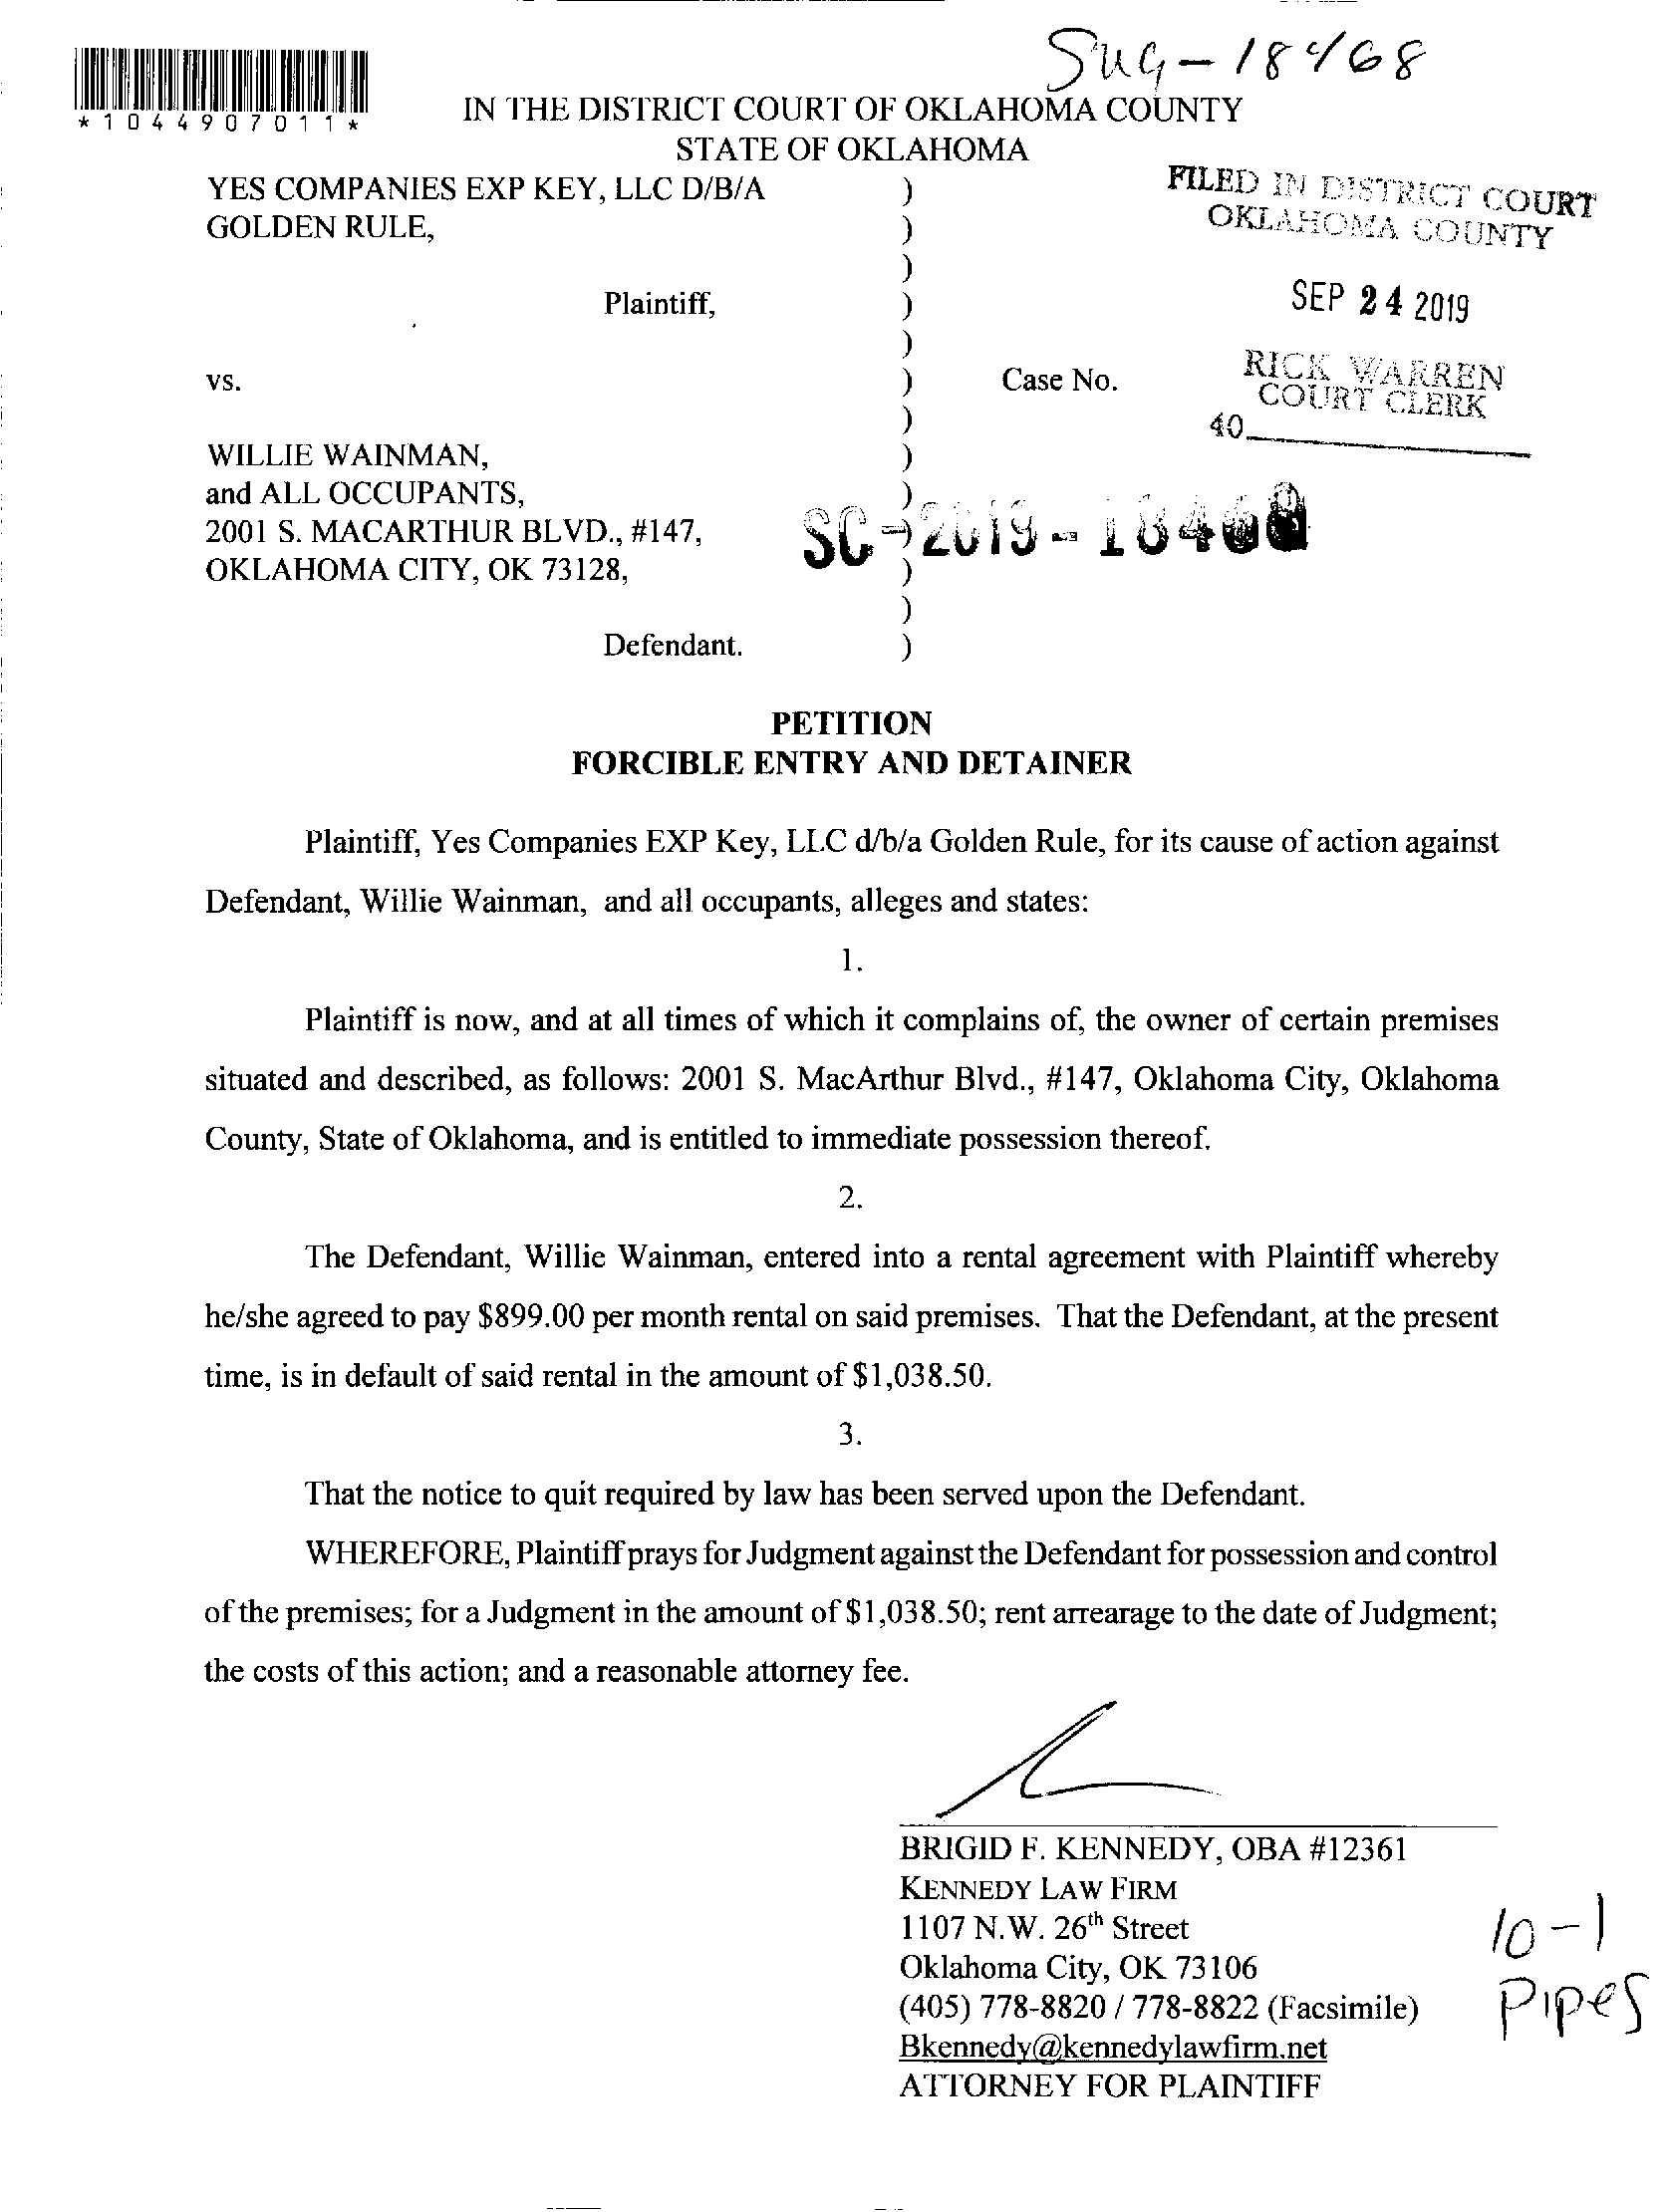 *1044907011*
IN THE DISTRICT COURT OF OKLAHOMA COUNTY
STATE OF OKLAHOMA
YES COMPANIES EXP KEY, LLC D/B/A )
GOLDEN RULE, )
)
Plaintiff, )
)
vs. ) Case No.
)
WILLIE WAINMAN, )
and ALL OCCUPANTS, )
2001 S. MACARTHUR BLVD., #147, )
OKLAHOMA CITY, OK 73128, )
)
Defendant. )
FILED IN DISTRICT COURT
OKLAHOMA COUNTY
SEP 24 2019
RICK WARREN
COURT CLERK
40
PETITION
FORCIBLE ENTRY AND DETAINER
Plaintiff, Yes Companies EXP Key, LLC d/b/a Golden Rule, for its cause of action against
Defendant, Willie Wainman, and all occupants, alleges and states:
1.
Plaintiff is now, and at all times of which it complains of, the owner of certain premises
situated and described, as follows: 2001 S. MacArthur Blvd., #147, Oklahoma City, Oklahoma
County, State of Oklahoma, and is entitled to immediate possession thereof.
2.
The Defendant, Willie Wainman, entered into a rental agreement with Plaintiff whereby
he/she agreed to pay $899.00 per month rental on said premises. That the Defendant, at the present
time, is in default of said rental in the amount of $1,038.50.
3.
That the notice to quit required by law has been served upon the Defendant.
WHEREFORE, Plaintiff prays for Judgment against the Defendant for possession and control
of the premises; for a Judgment in the amount of $1,038.50; rent arrearage to the date of Judgment;
the costs of this action; and a reasonable attorney fee.
BRIGID F. KENNEDY, OBA #12361
KENNEDY LAW FIRM
1107 N.W. 26th Street
Oklahoma City, OK 73106
(405) 778-8820 / 778-8822 (Facsimile)
Bkennedy@kennedylawfirm.net
ATTORNEY FOR PLAINTIFF
10-1
Pipes